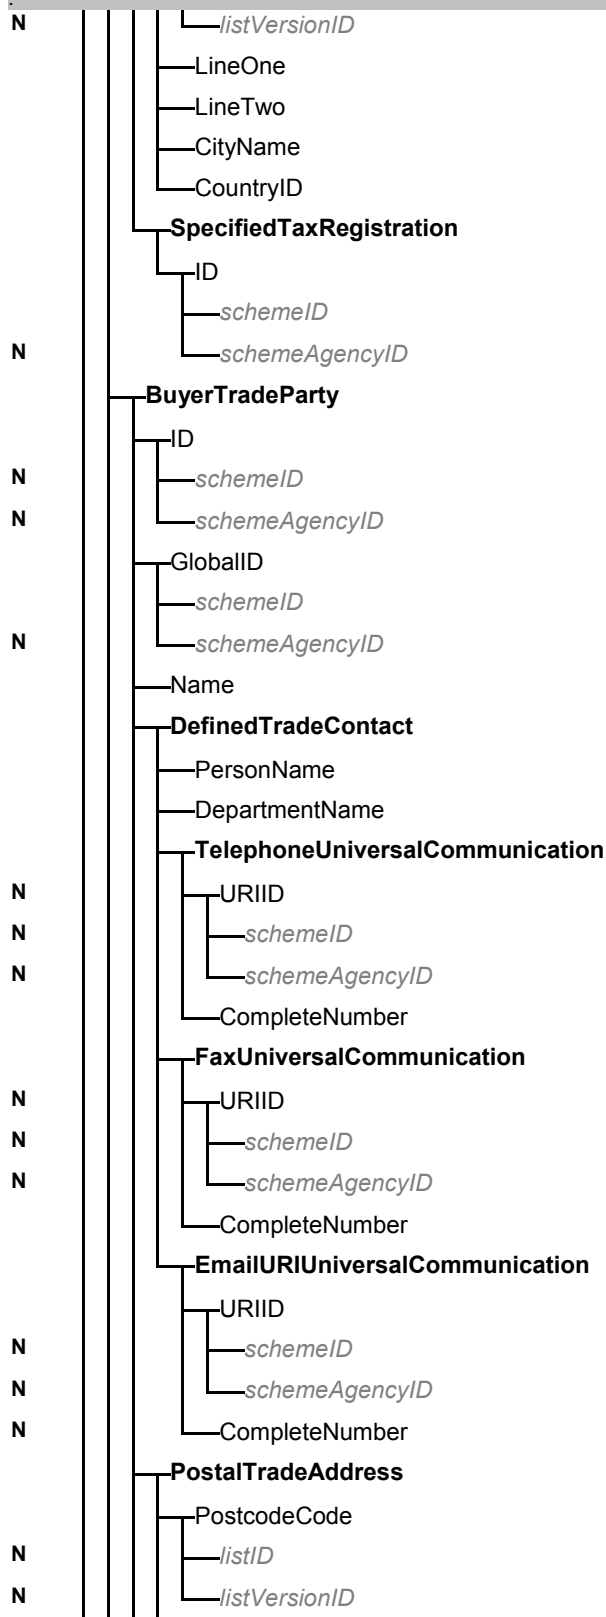 N listVersionID
LineOne
LineTwo
CityName
CountryID
SpecifiedTaxRegistration
ID
schemeID
N schemeAgencyID
BuyerTradeParty
ID
N schemeID
N schemeAgencyID
GlobalID
schemeID
N schemeAgencyID
Name
DefinedTradeContact
PersonName
DepartmentName
TelephoneUniversalCommunication
N URIID
N schemeID
N schemeAgencyID
CompleteNumber
FaxUniversalCommunication
N URIID
N schemeID
N schemeAgencyID
CompleteNumber
EmailURIUniversalCommunication
URIID
N schemeID
N schemeAgencyID
N CompleteNumber
PostalTradeAddress
PostcodeCode
N listID
N listVersionID